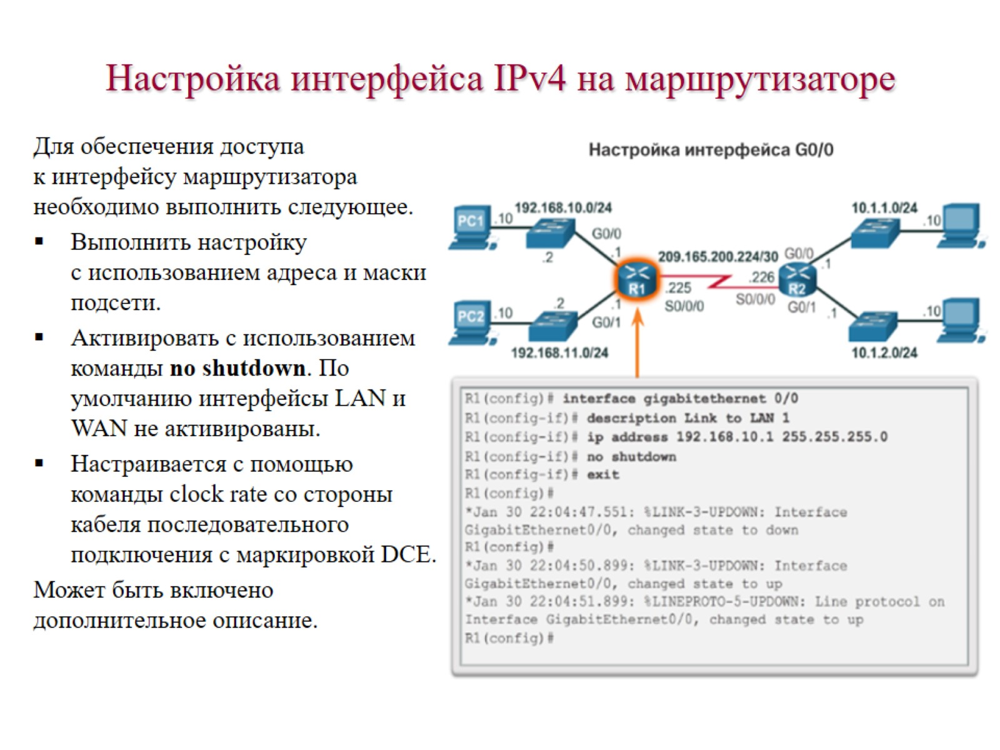 Настройка интерфейса IPv4 на маршрутизаторе
Для обеспечения доступа
к интерфейсу маршрутизатора
необходимо выполнить следующее.
▪ Выполнить настройку
с использованием адреса и маски
подсети.
▪ Активировать с использованием
команды no shutdown. По
умолчанию интерфейсы LAN и
WAN не активированы.
▪ Настраивается с помощью
команды clock rate со стороны
кабеля последовательного
подключения с маркировкой DCE.
Может быть включено
дополнительное описание.
Настройка интерфейса G0/0
192.168.10.0/24
10.1.1.0/24
PC1
.10
.10
G0/0
.2
.1
209.165.200.224/30
G0/0
.1
.226
R1
.225
R2
S0/0/0
S0/0/0
G0/1
PC2
.10
.2
.1
G0/1
.1
.10
192.168.11.0/24
10.1.2.0/24
R1(config)# interface gigabitethernet 0/0
R1(config-if)# description Link to LAN 1
R1(config-if)# ip address 192.168.10.1 255.255.255.0
R1(config-if)# no shutdown
R1(config-if)# exit
R1(config)#
*Jan 30 22:04:47.551: %LINK-3-UPDOWN: Interface
GigabitEthernet0/0, changed state to down
R1(config)#
*Jan 30 22:04:50.899: %LINK-3-UPDOWN: Interface
GigabitEthernet0/0, changed state to up
*Jan 30 22:04:51.899: %LINEPROTO-5-UPDOWN: Line protocol on
Interface GigabitEthernet0/0, changed state to up
R1(config)#